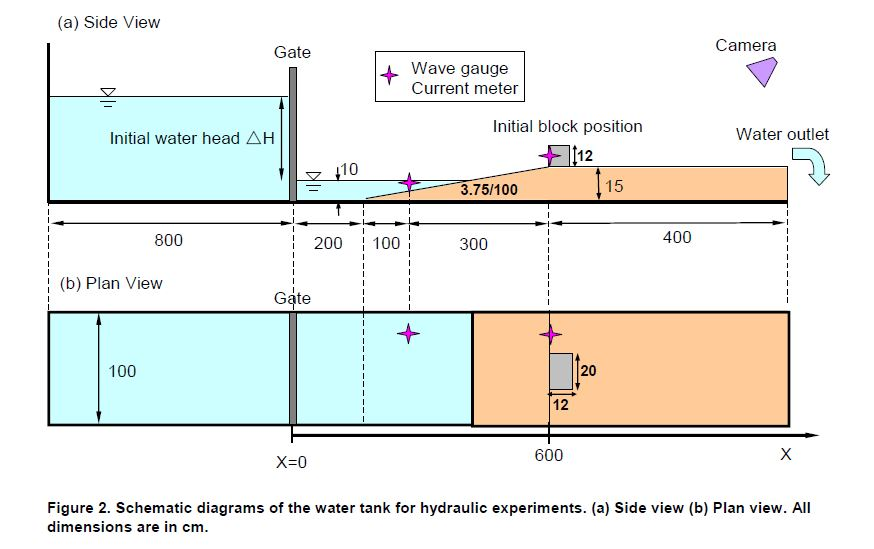 (a) Side View
Gate
Wave gauge
Current meter
Camera
Initial water head △H
Initial block position
Water outlet
12
10
3.75/100
15
800
200
100
300
400
(b) Plan View
Gate
100
20
12
X=0
600
X
Figure 2. Schematic diagrams of the water tank for hydraulic experiments. (a) Side view (b) Plan view. All
dimensions are in cm.